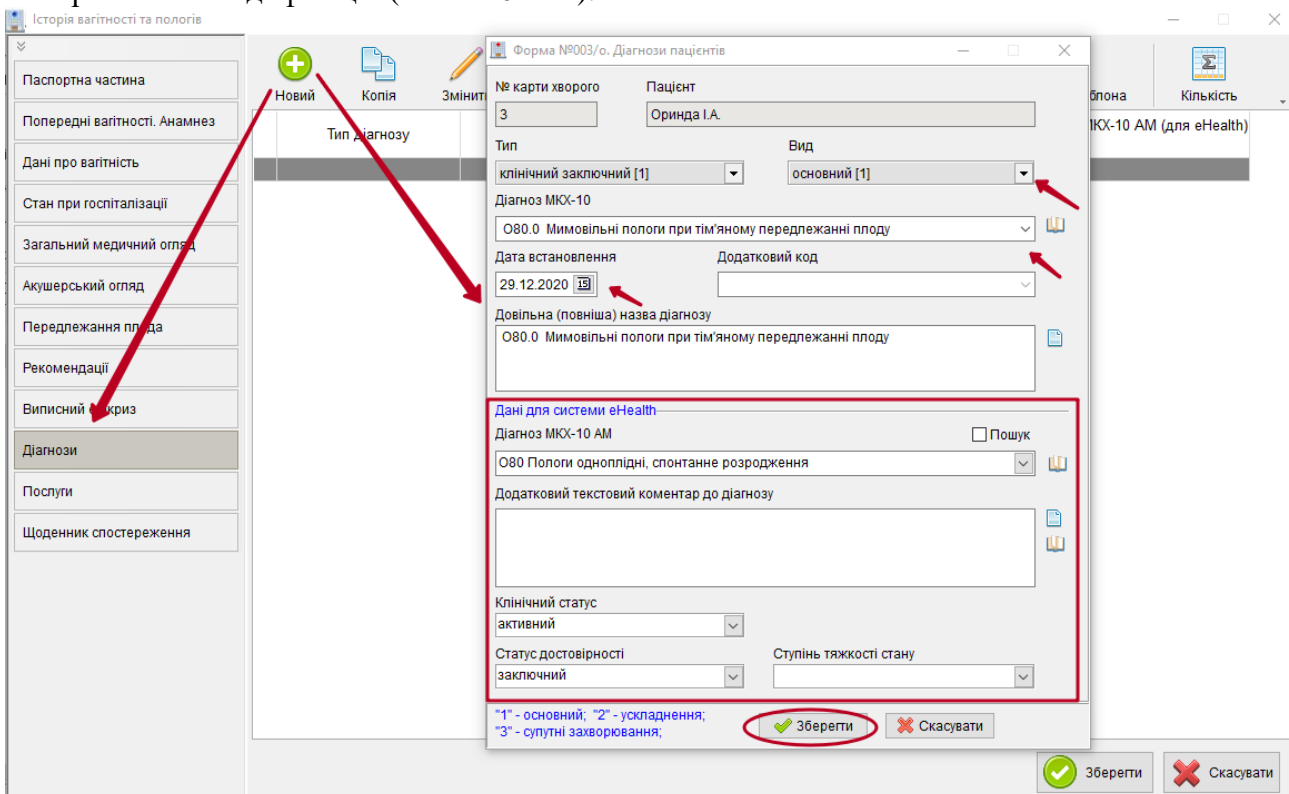 Історія вагітності та пологів
Паспортна частина
Попередні вагітності. Анамнез
Дані про вагітність
Стан при госпіталізації
Загальний медичний огляд
Акушерський огляд
Передлежання плода
Рекомендації
Виписний епікриз
Діагнози
Послуги
Щоденник спостереження
Новий
Копія
Змінити
блона
Кількість
Тип діагнозу
МКХ-10 АМ (для eHealth)
Форма №003/о. Діагнози пацієнтів
№ карти хворого Пацієнт
3 Оринда І.А.
Тип Вид
клінічний заключний [1] основний [1]
Діагноз МКХ-10
О80.0 Мимовільні пологи при тім'яному передлежанні плоду
Дата встановлення Додатковий код
29.12.2020 15
Довільна (повніша) назва діагнозу
О80.0 Мимовільні пологи при тім'яному передлежанні плоду
Дані для системи eHealth
Діагноз МКХ-10 АМ Пошук
О80 Пологи одноплідні, спонтанне розродження
Додатковий текстовий коментар до діагнозу
Клінічний статус
активний
Статус достовірності Ступінь тяжкості стану
заключний
"1" - основний; "2" - ускладнення;
"3" - супутні захворювання;
Зберегти Скасувати
Зберегти Скасувати